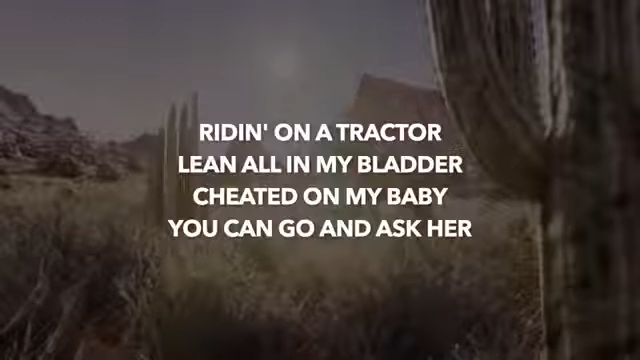 RIDIN' ON A TRACTOR
LEAN ALL IN MY BLADDER
CHEATED ON MY BABY
YOU CAN GO AND ASK HER